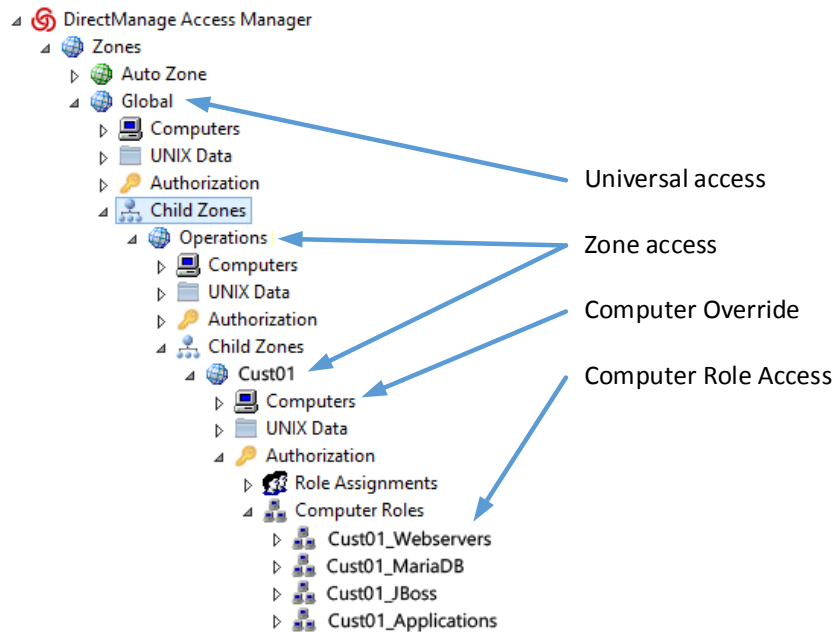 DirectManage Access Manager
Zones
Auto Zone
Global
Computers
UNIX Data
Authorization
Child Zones
Operations
Computers
UNIX Data
Authorization
Child Zones
Cust01
Computers
UNIX Data
Authorization
Role Assignments
Computer Roles
Cust01_Webservers
Cust01_MariaDB
Cust01_JBoss
Cust01_Applications
Universal access
Zone access
Computer Override
Computer Role Access